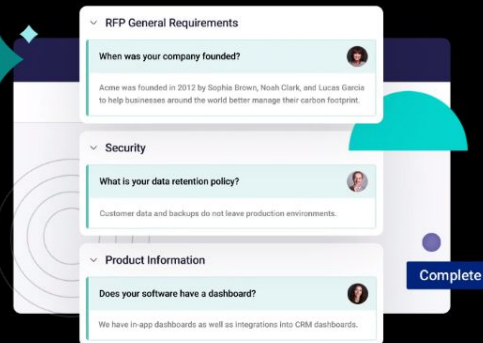 RFP General Requirements
When was your company founded?
Acme was founded in 2012 by Sophia Brown, Noah Clark, and Lucas Garcia
to help businesses around the world better manage their carbon footprint.
Security
What is your data retention policy?
Customer data and backups do not leave production environments.
Product Information
Does your software have a dashboard?
We have in-app dashboards as well as integrations into CRM dashboards.
Complete